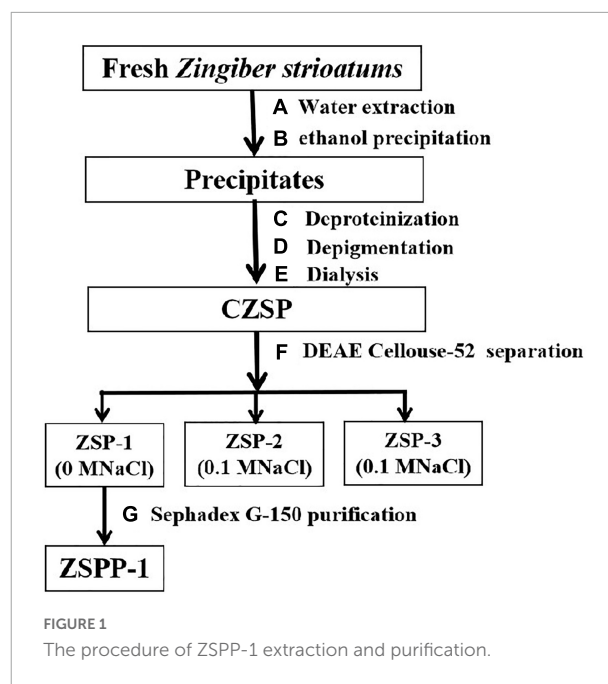 Fresh Zingiber strioatums
A Water extraction
B ethanol precipitation
Precipitates
C Deproteinization
D Depigmentation
E Dialysis
CZSP
F DEAE Cellouse-52 separation
ZSP-1
(0 MNaCl)
ZSP-2
(0.1 MNaCl)
ZSP-3
(0.1 MNaCl)
G Sephadex G-150 purification
ZSPP-1
FIGURE 1
The procedure of ZSPP-1 extraction and purification.